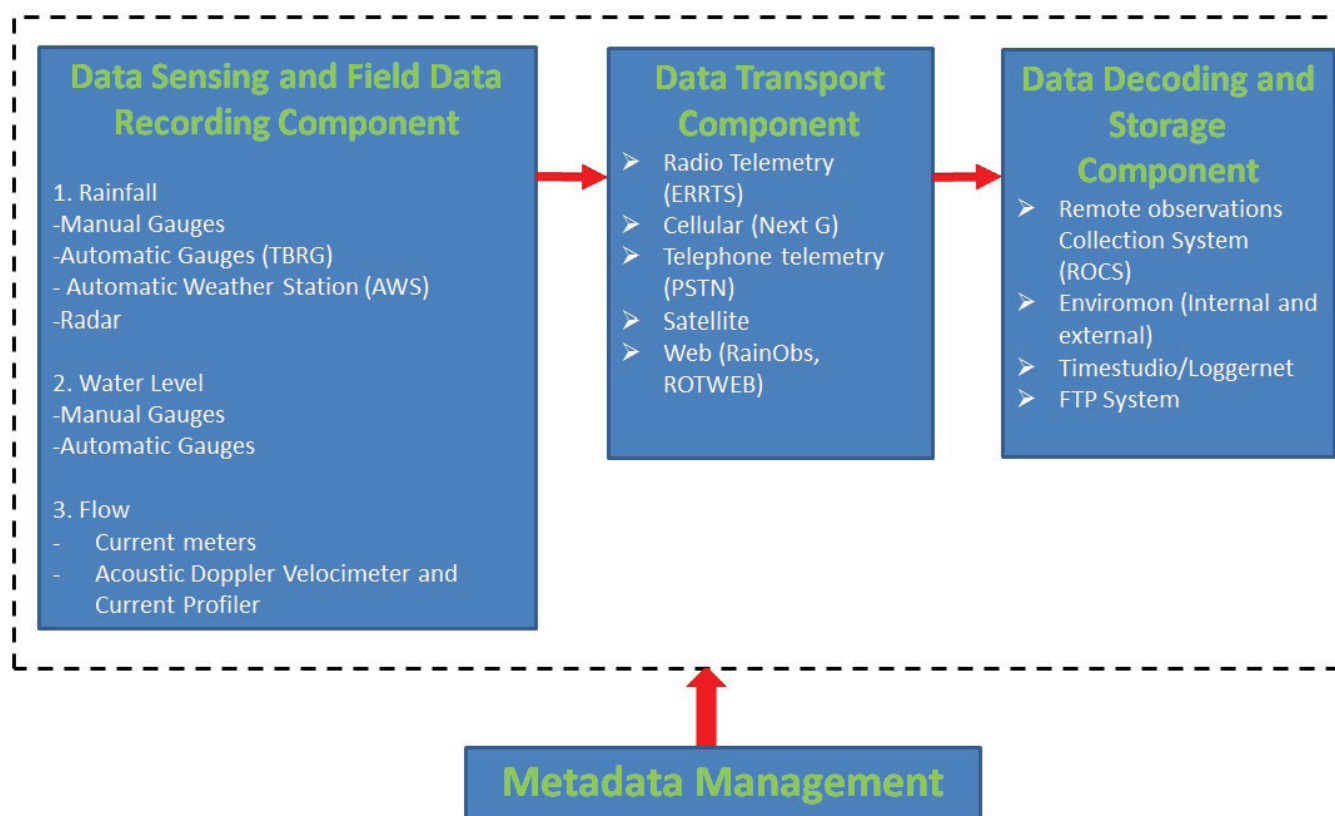 Data Sensing and Field Data
Recording Component
1. Rainfall
-Manual Gauges
-Automatic Gauges (TBRG)
- Automatic Weather Station (AWS)
-Radar
2. Water Level
-Manual Gauges
-Automatic Gauges
3. Flow
- Current meters
- Acoustic Doppler Velocimeter and
Current Profiler
Data Transport
Component
➢ Radio Telemetry
(ERRTS)
➢ Cellular (Next G)
➢ Telephone telemetry
(PSTN)
➢ Satellite
➢ Web (RainObs,
ROTWEB)
Data Decoding and
Storage
Component
➢ Remote observations
Collection System
(ROCS)
➢ Enviromon (Internal and
external)
➢ Timestudio/Loggernet
➢ FTP System
Metadata Management